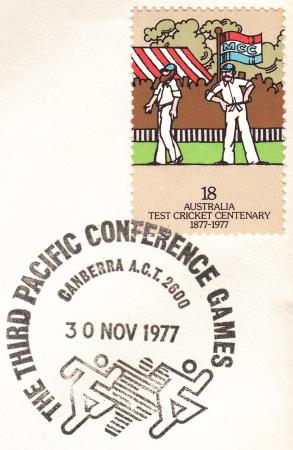 MCC
18
AUSTRALIA
TEST CRICKET CENTENARY
1877-1977
THE THIRD PACIFIC CONFERENCE GAMES
CANBERRA A.C.T. 2600
30 NOV 1977